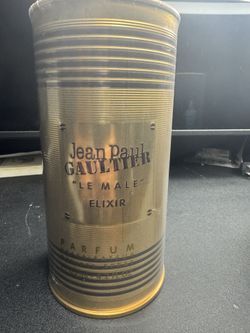 Jean Paul
GAULTIER
"LE MALE"
ELIXIR
PARFUM